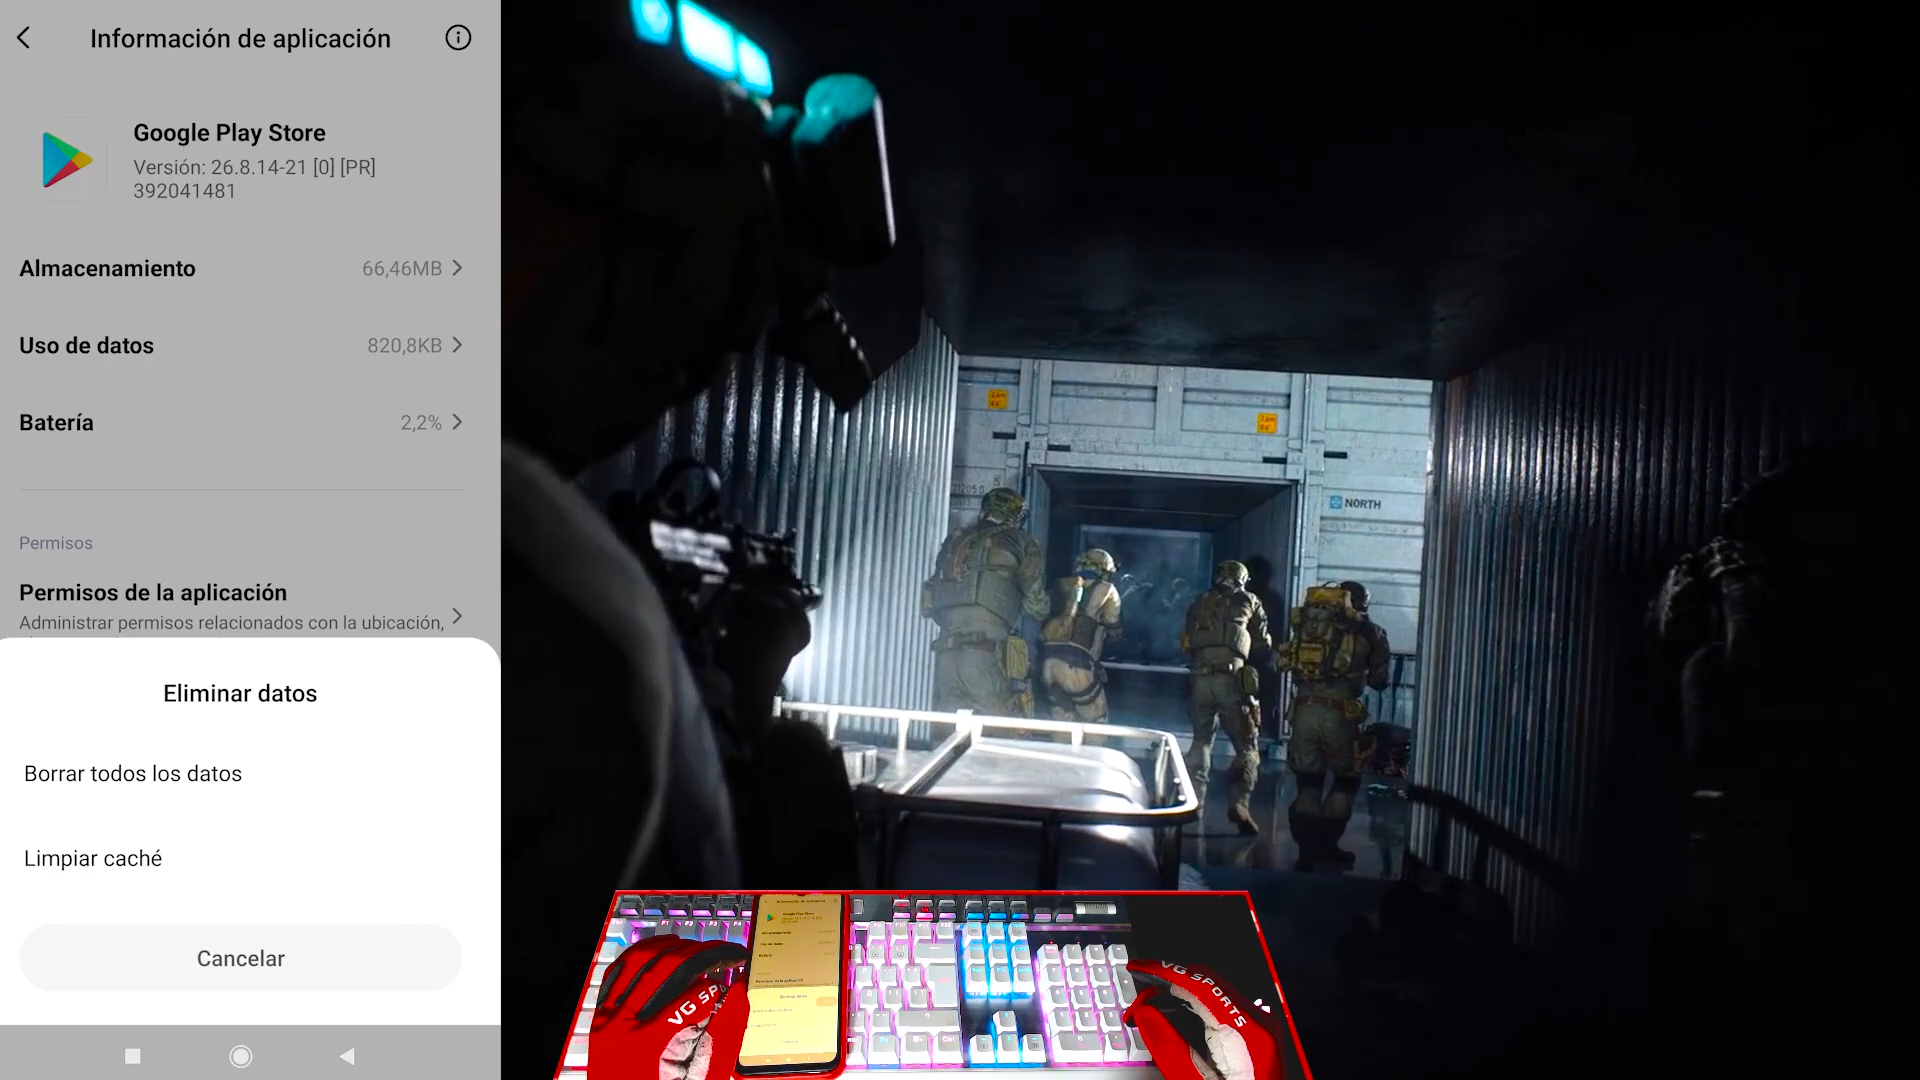 Información de aplicación
Google Play Store
Versión: 26.8.14-21 [0] [PR]
392041481
Almacenamiento 66,46MB
Uso de datos 820,8KB
Batería 2,2%
Permisos
Permisos de la aplicación
Administrar permisos relacionados con la ubicación,
Eliminar datos
Borrar todos los datos
Limpiar caché
Cancelar
NORTH
VG SPO
VG SPORTS